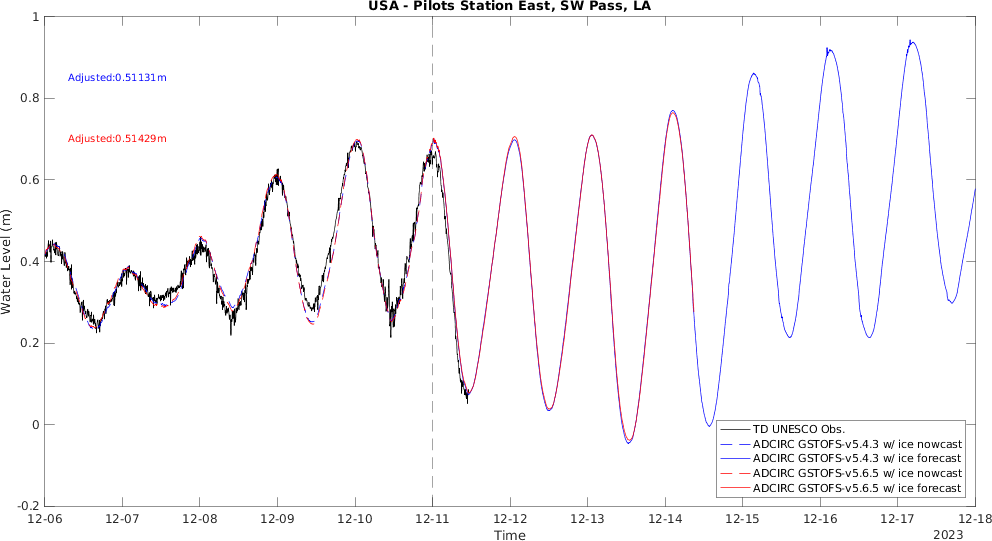 USA - Pilots Station East, SW Pass, LA
1
Adjusted:0.51131m
0.8
Adjusted:0.51429m
0.6
Water Level (m)
0.4
0.2
0
-0.2
TD UNESCO Obs.
ADCIRC GSTOFS-v5.4.3 w/ ice nowcast
ADCIRC GSTOFS-v5.4.3 w/ ice forecast
ADCIRC GSTOFS-v5.6.5 w/ ice nowcast
ADCIRC GSTOFS-v5.6.5 w/ ice forecast
12-06 12-07 12-08 12-09 12-10 12-11 12-12 12-13 12-14 12-15 12-16 12-17 12-18
Time
2023